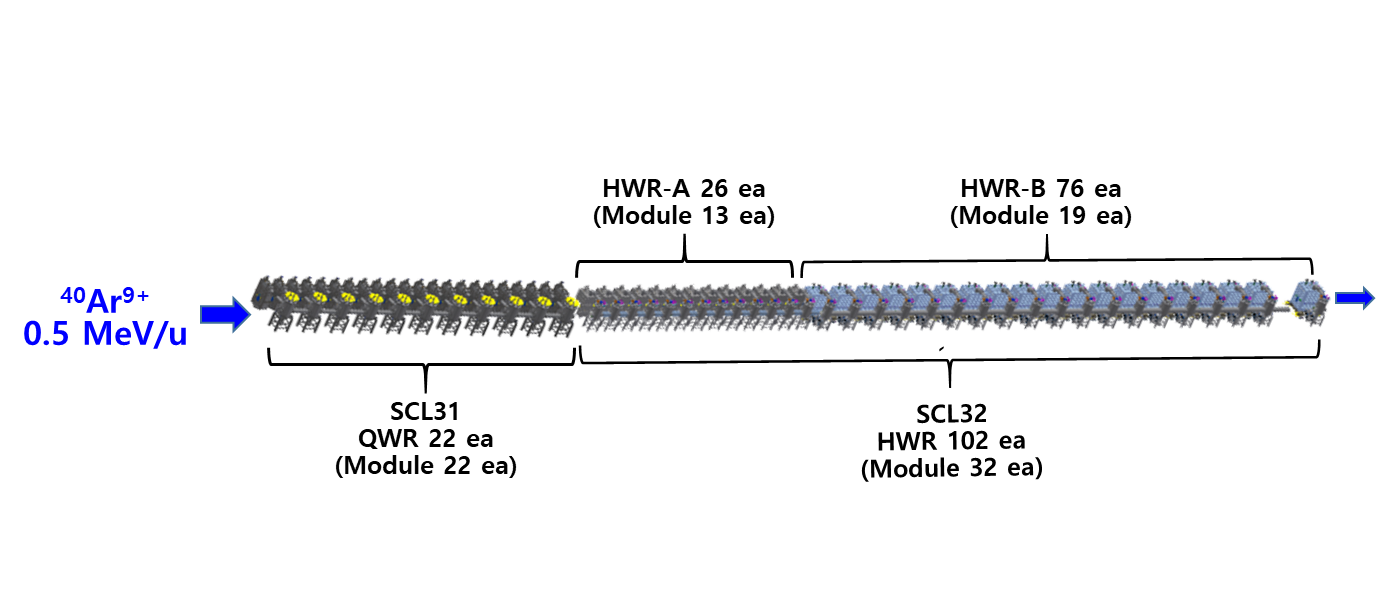 HWR-A 26 ea
(Module 13 ea)
HWR-B 76 ea
(Module 19 ea)
⁴⁰Ar⁹⁺
0.5 MeV/u
SCL31
QWR 22 ea
(Module 22 ea)
SCL32
HWR 102 ea
(Module 32 ea)